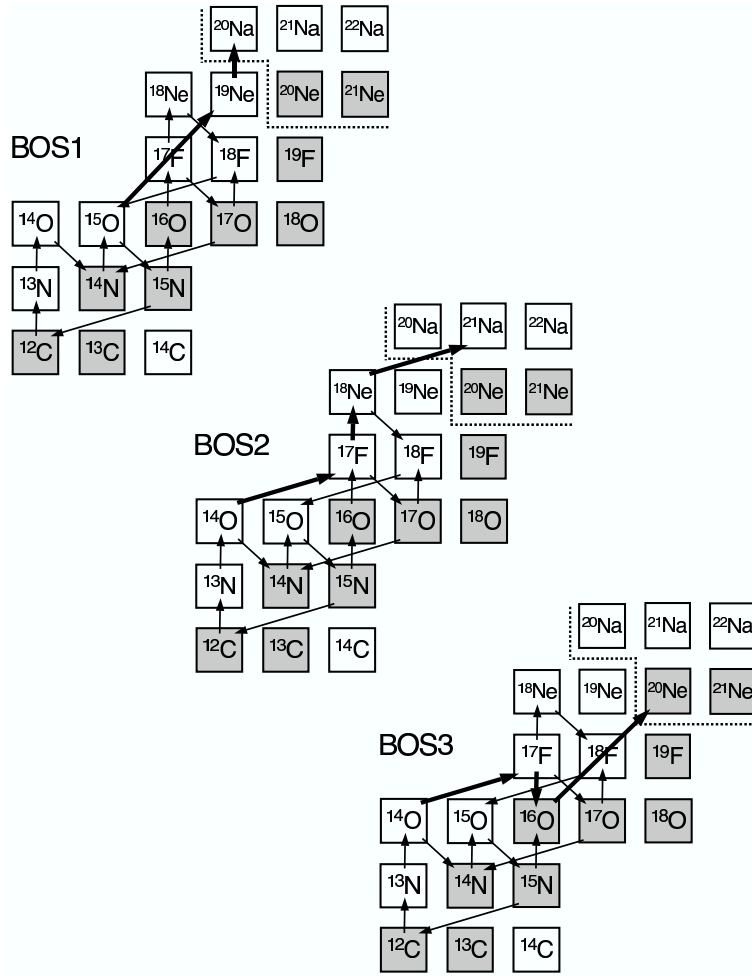 ²⁰Na ²¹Na ²²Na
¹⁸Ne ¹⁹Ne ²⁰Ne ²¹Ne
BOS1
¹⁷F ¹⁸F ¹⁹F
¹⁴O ¹⁵O ¹⁶O ¹⁷O ¹⁸O
¹³N ¹⁴N ¹⁵N
¹²C ¹³C ¹⁴C
²⁰Na ²¹Na ²²Na
¹⁸Ne ¹⁹Ne ²⁰Ne ²¹Ne
BOS2
¹⁷F ¹⁸F ¹⁹F
¹⁴O ¹⁵O ¹⁶O ¹⁷O ¹⁸O
¹³N ¹⁴N ¹⁵N
¹²C ¹³C ¹⁴C
²⁰Na ²¹Na ²²Na
¹⁸Ne ¹⁹Ne ²⁰Ne ²¹Ne
BOS3
¹⁷F ¹⁸F ¹⁹F
¹⁴O ¹⁵O ¹⁶O ¹⁷O ¹⁸O
¹³N ¹⁴N ¹⁵N
¹²C ¹³C ¹⁴C